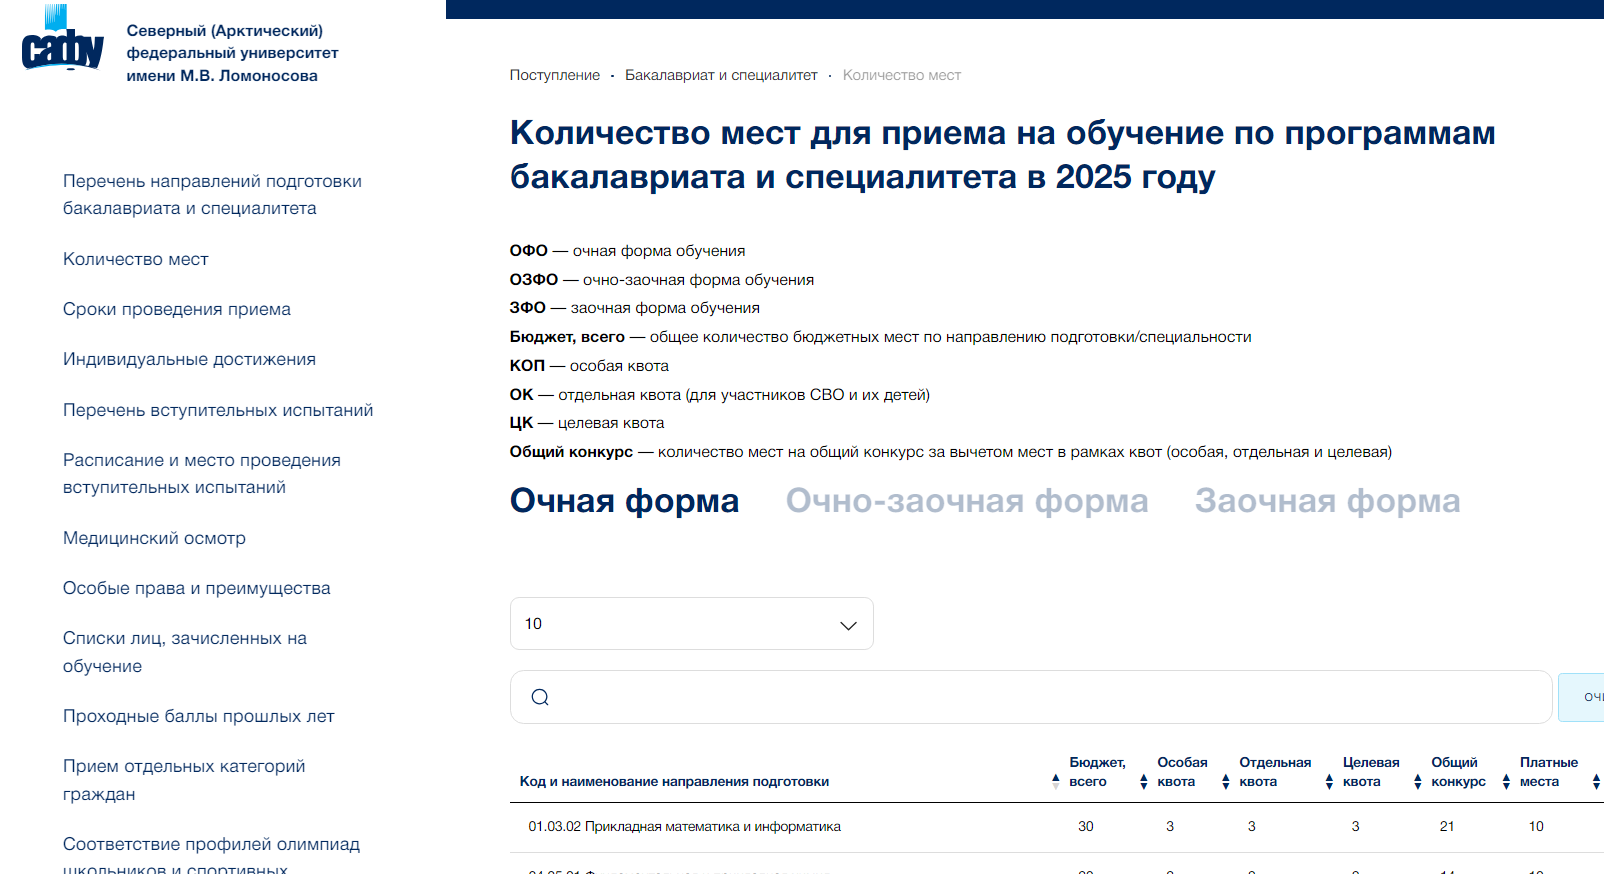 сафу
Северный (Арктический)
федеральный университет
имени М.В. Ломоносова
Перечень направлений подготовки
бакалавриата и специалитета
Количество мест
Сроки проведения приема
Индивидуальные достижения
Перечень вступительных испытаний
Расписание и место проведения
вступительных испытаний
Медицинский осмотр
Особые права и преимущества
Списки лиц, зачисленных на
обучение
Проходные баллы прошлых лет
Прием отдельных категорий
граждан
Соответствие профилей олимпиад
школьников и спортивных
Поступление · Бакалавриат и специалитет · Количество мест
Количество мест для приема на обучение по программам
бакалавриата и специалитета в 2025 году
ОФО — очная форма обучения
ОЗФО — очно-заочная форма обучения
ЗФО — заочная форма обучения
Бюджет, всего — общее количество бюджетных мест по направлению подготовки/специальности
КОП — особая квота
ОК — отдельная квота (для участников СВО и их детей)
ЦК — целевая квота
Общий конкурс — количество мест на общий конкурс за вычетом мест в рамках квот (особая, отдельная и целевая)
Очная форма Очно-заочная форма Заочная форма
10
Код и наименование направления подготовки
Бюджет,
всего
Особая
квота
Отдельная
квота
Целевая
квота
Общий
конкурс
Платные
места
01.03.02 Прикладная математика и информатика 30 3 3 3 21 10